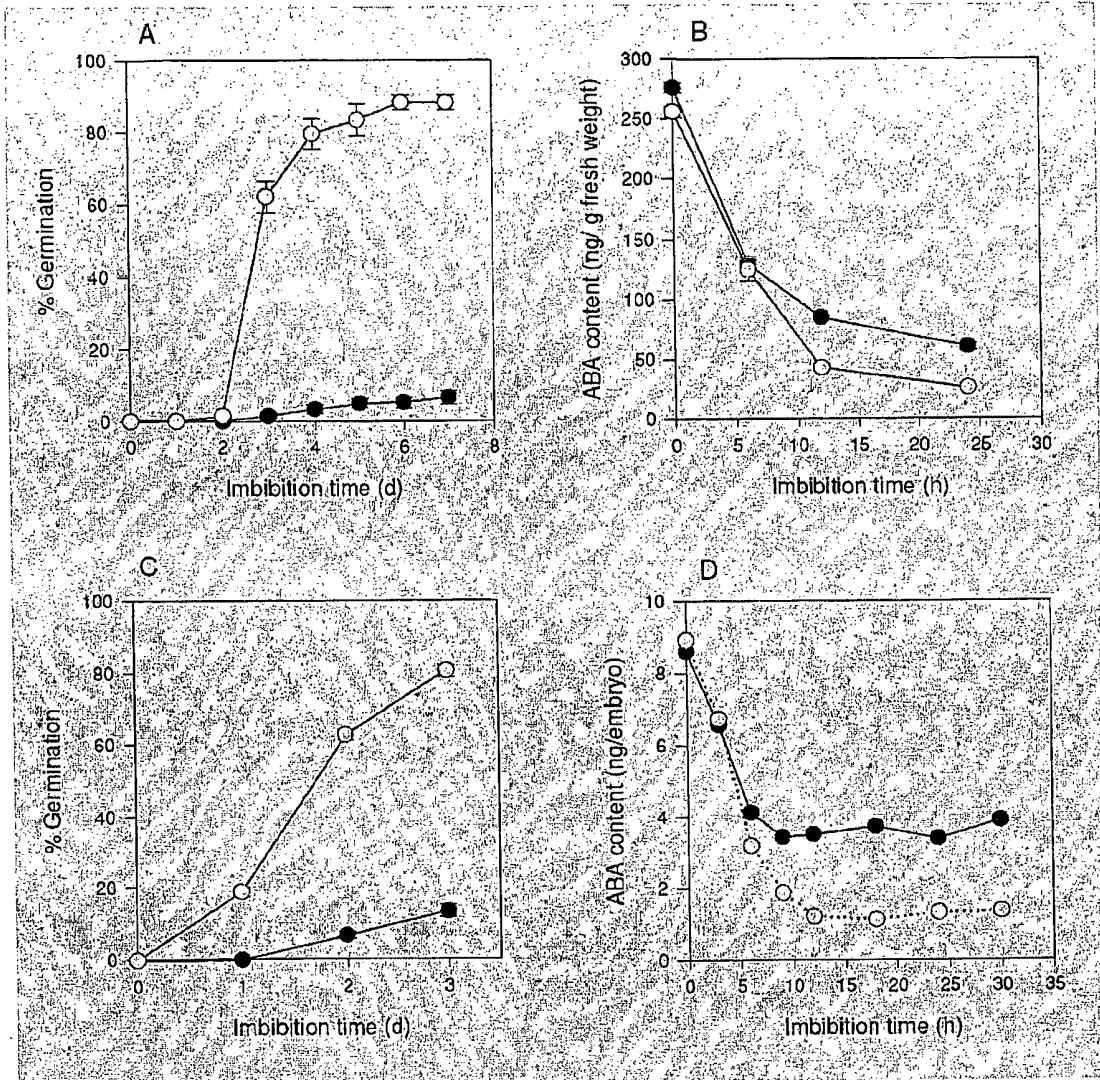 A
100
80
60
40
20
0
% Germination
0 2 4 6 8
Imbibition time (d)
B
300
250
200
150
100
50
0
ABA content (ng/ g fresh weight)
0 5 10 15 20 25 30
Imbibition time (h)
C
100
80
60
40
20
0
% Germination
0 1 2 3
Imbibition time (d)
D
10
8
6
4
2
0
ABA content (ng/embryo)
0 5 10 15 20 25 30 35
Imbibition time (h)